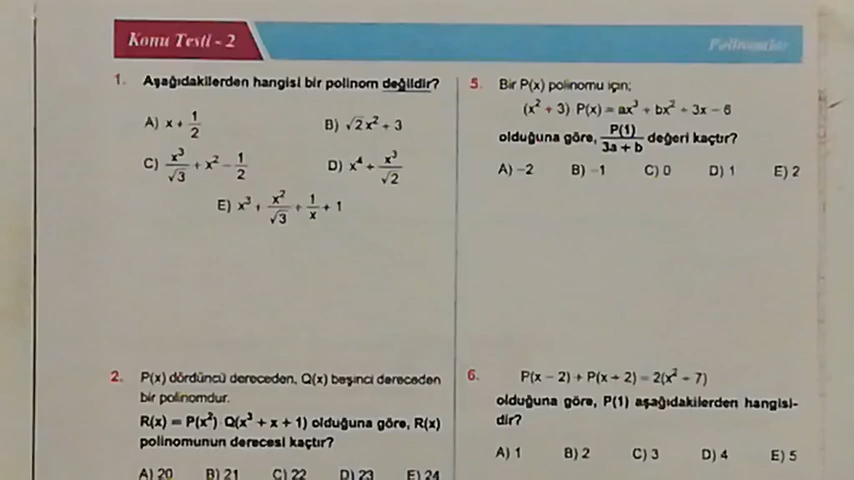 Konu Testi - 2
Polinomlar
1. Aşağıdakilerden hangisi bir polinom değildir?
A) x + 1/2
B) √2x² + 3
C) x³/√3 + x² - 1/2
D) x⁴ + x³/√2
E) x³ + x²/√3 + 1/x + 1
2. P(x) dördüncü dereceden, Q(x) beşinci dereceden
bir polinomdur.
R(x) = P(x²) Q(x³ + x + 1) olduğuna göre, R(x)
polinomunun derecesi kaçtır?
A) 20 B) 21 C) 22 D) 23 E) 24
5. Bir P(x) polinomu için;
(x² + 3) P(x) = ax³ + bx² + 3x - 6
olduğuna göre, P(1)/(3a + b) değeri kaçtır?
A) -2 B) -1 C) 0 D) 1 E) 2
6. P(x - 2) + P(x + 2) = 2(x² + 7)
olduğuna göre, P(1) aşağıdakilerden hangisi-
dir?
A) 1 B) 2 C) 3 D) 4 E) 5